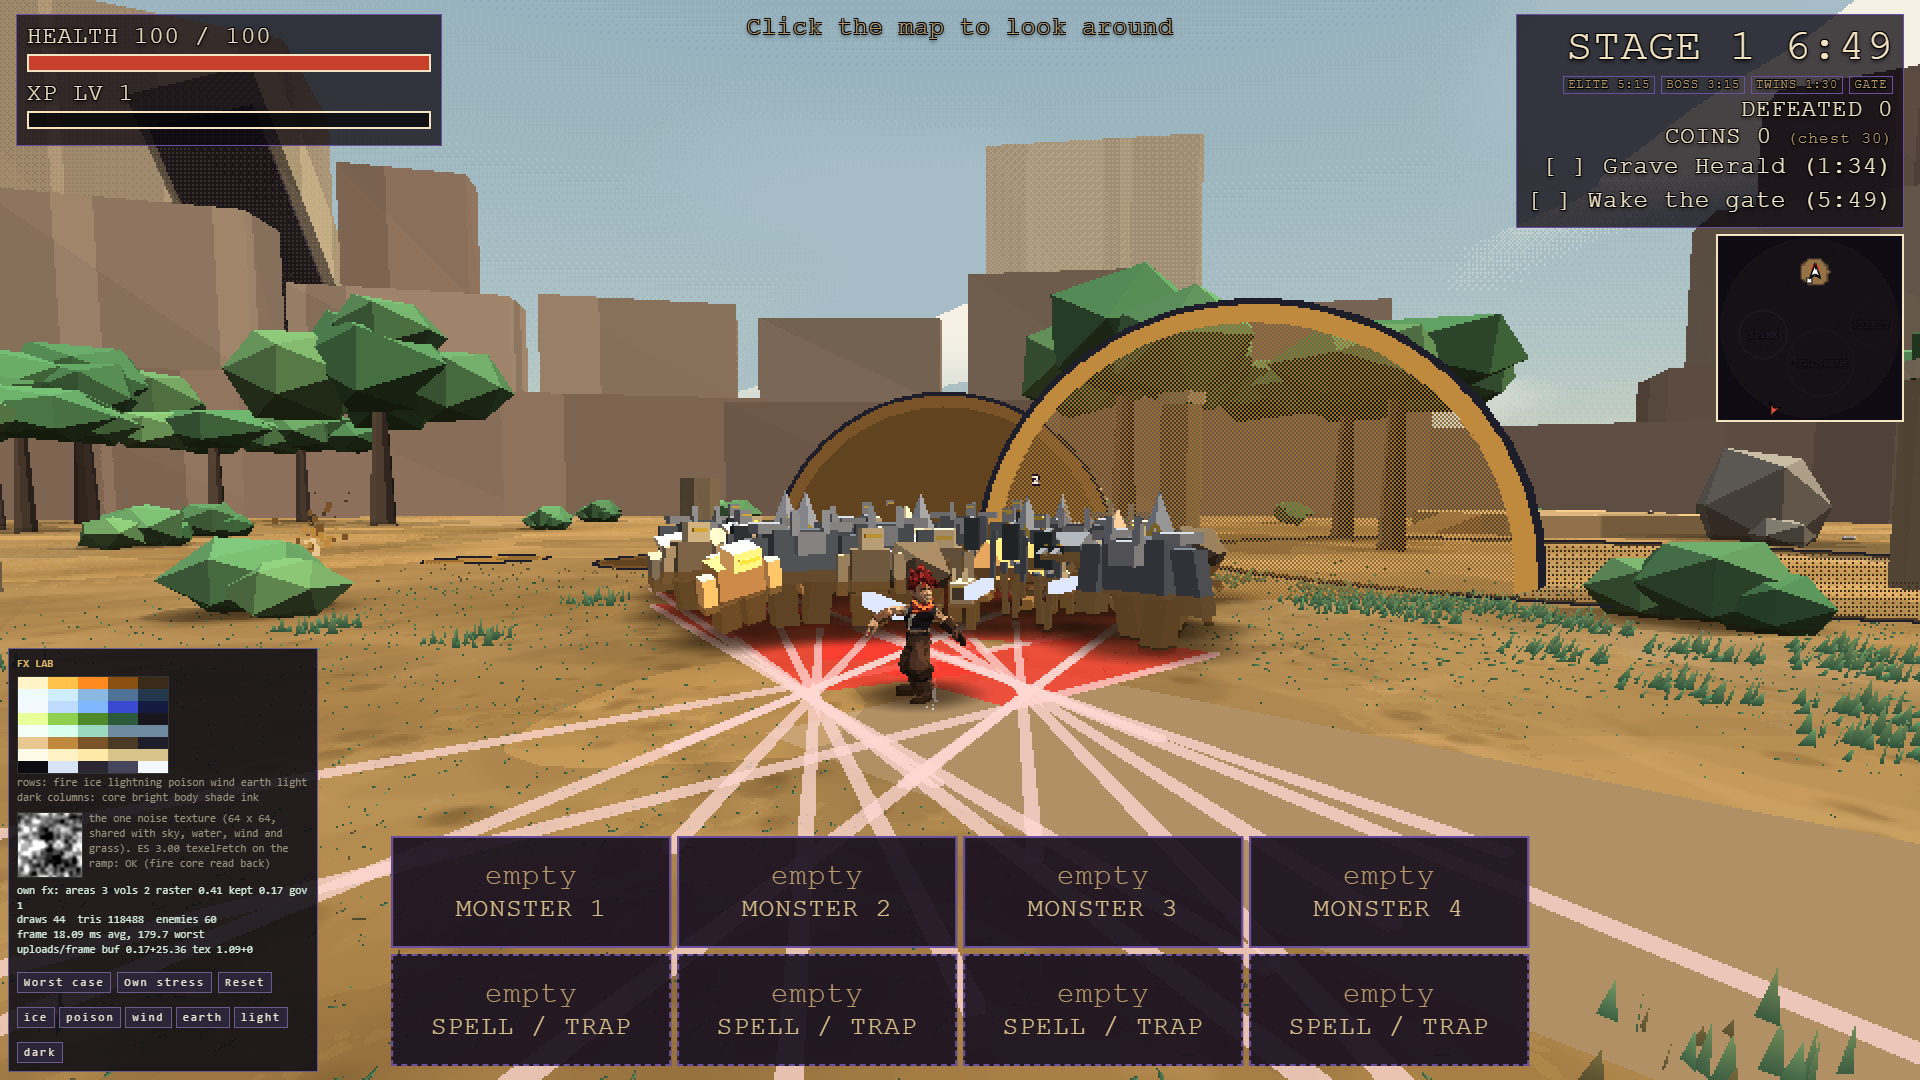 HEALTH 100 / 100
XP LV 1
Click the map to look around
STAGE 1 6:49
ELITE 5:15 BOSS 3:15 TWINS 1:30 GATE
DEFEATED 0
COINS 0 (chest 30)
[ ] Grave Herald (1:34)
[ ] Wake the gate (5:49)
FX LAB
rows: fire ice lightning poison wind earth light
dark columns: core bright body shade ink
the one noise texture (64 x 64,
shared with sky, water, wind and
grass). ES 3.00 texelFetch on the
ramp: OK (fire core read back)
own fx: areas 3 vols 2 raster 0.41 kept 0.17 gov
1
draws 44 tris 118488 enemies 60
frame 18.09 ms avg, 179.7 worst
uploads/frame buf 0.17+25.36 tex 1.09+0
Worst case Own stress Reset
ice poison wind earth light
dark
empty
MONSTER 1
empty
MONSTER 2
empty
MONSTER 3
empty
MONSTER 4
empty
SPELL / TRAP
empty
SPELL / TRAP
empty
SPELL / TRAP
empty
SPELL / TRAP